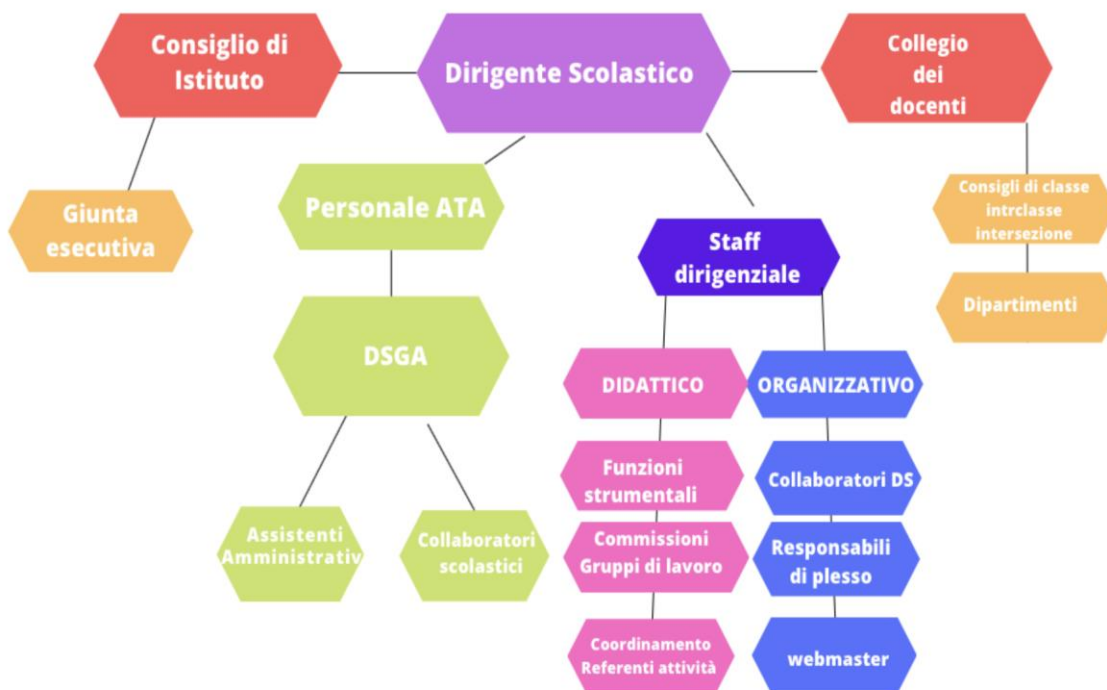 Consiglio di
Istituto
Dirigente Scolastico
Collegio
dei
docenti
Giunta
esecutiva
Personale ATA
Staff
dirigenziale
Consigli di classe
intrclasse
intersezione
Dipartimenti
DSGA
DIDATTICO
ORGANIZZATIVO
Funzioni
strumentali
Collaboratori DS
Assistenti
Amministrativ
Collaboratori
scolastici
Commissioni
Gruppi di lavoro
Responsabili
di plesso
Coordinamento
Referenti attività
webmaster